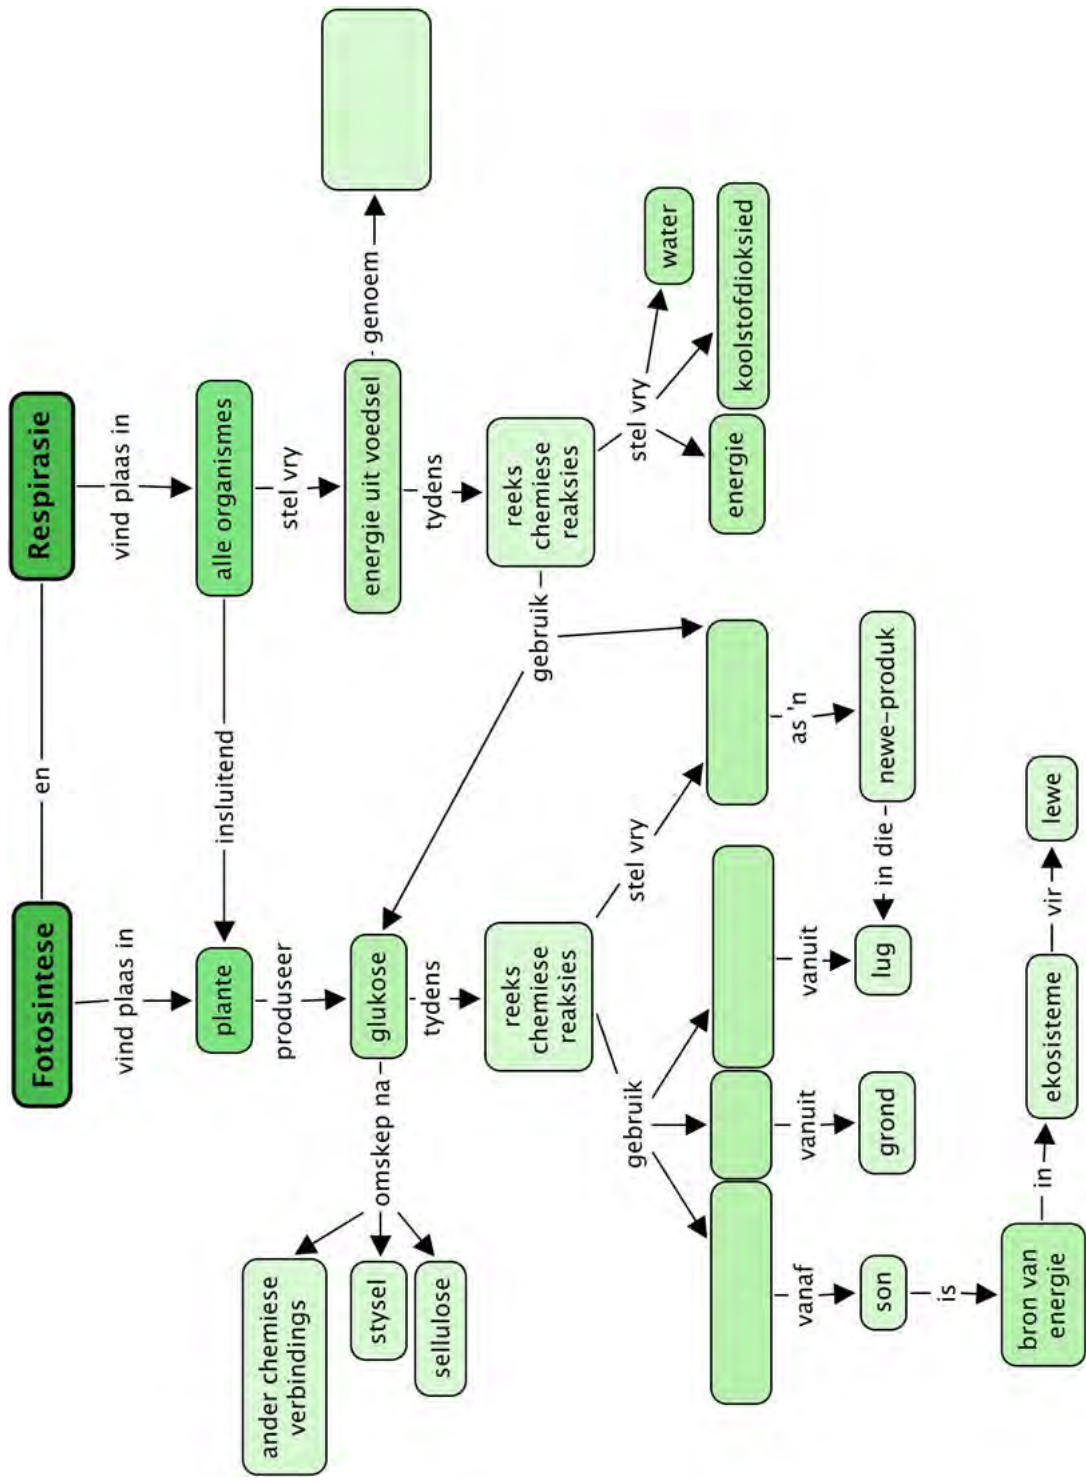 Fotosintese
en
Respirasie
vind plaas in
vind plaas in
plante
insluitend
alle organismes
produseer
stel vry
ander chemiese
verbindings
stysel
sellulose
omskep na
glukose
energie uit voedsel
genoem
tydens
tydens
reeks
chemiese
reaksies
gebruik
reeks
chemiese
reaksies
gebruik
stel vry
stel vry
water
energie
koolstofdioksied
vanaf
vanuit
vanuit
as 'n
son
grond
lug
in die
newe-produk
is
bron van
energie
in
ekosisteme
vir
lewe